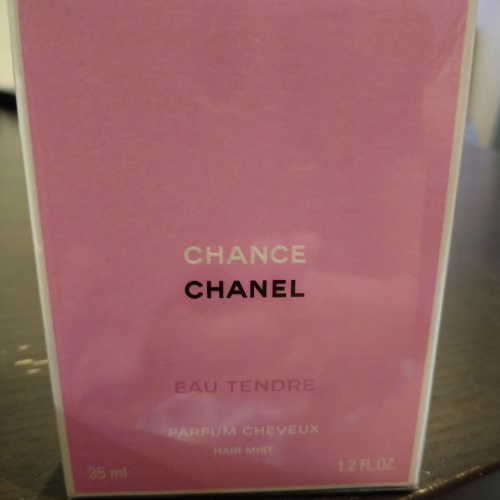 CHANCE
CHANEL
EAU TENDRE
PARFUM CHEVEUX
HAIR MIST
35 ml 1.2 FL.OZ.